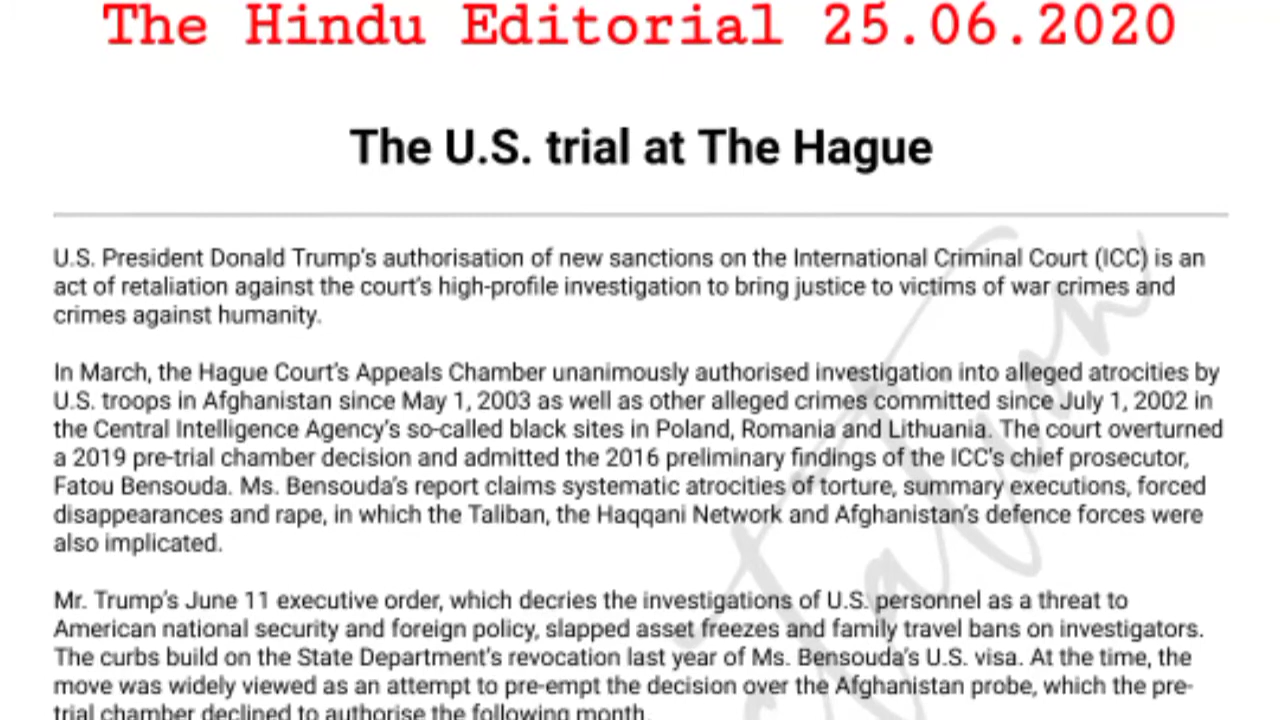 The Hindu Editorial 25.06.2020
The U.S. trial at The Hague
U.S. President Donald Trump's authorisation of new sanctions on the International Criminal Court (ICC) is an
act of retaliation against the court's high-profile investigation to bring justice to victims of war crimes and
crimes against humanity.
In March, the Hague Court's Appeals Chamber unanimously authorised investigation into alleged atrocities by
U.S. troops in Afghanistan since May 1, 2003 as well as other alleged crimes committed since July 1, 2002 in
the Central Intelligence Agency's so-called black sites in Poland, Romania and Lithuania. The court overturned
a 2019 pre-trial chamber decision and admitted the 2016 preliminary findings of the ICC's chief prosecutor,
Fatou Bensouda. Ms. Bensouda's report claims systematic atrocities of torture, summary executions, forced
disappearances and rape, in which the Taliban, the Haqqani Network and Afghanistan's defence forces were
also implicated.
Mr. Trump's June 11 executive order, which decries the investigations of U.S. personnel as a threat to
American national security and foreign policy, slapped asset freezes and family travel bans on investigators.
The curbs build on the State Department's revocation last year of Ms. Bensouda's U.S. visa. At the time, the
move was widely viewed as an attempt to pre-empt the decision over the Afghanistan probe, which the pre-
trial chamber declined to authorise the following month.